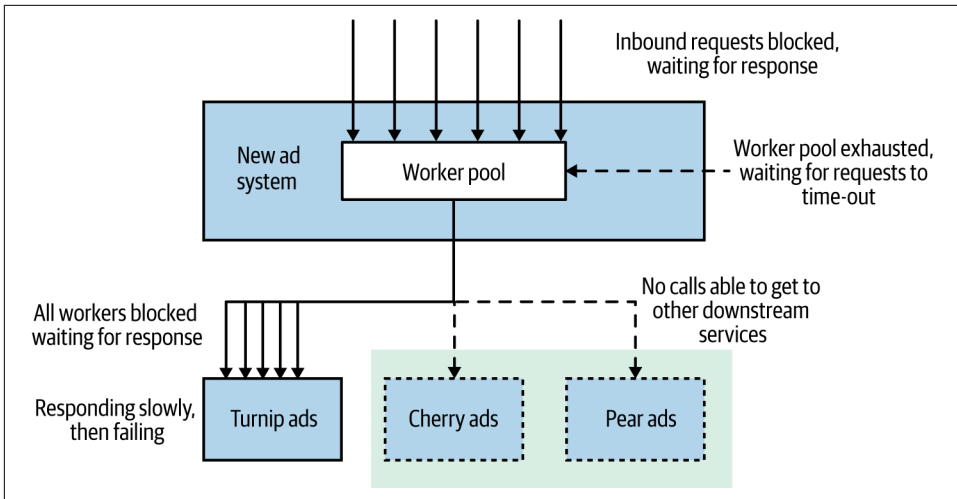 Inbound requests blocked,
waiting for response
New ad
system
Worker pool
Worker pool exhausted,
waiting for requests to
time-out
All workers blocked
waiting for response
No calls able to get to
other downstream
services
Responding slowly,
then failing
Turnip ads
Cherry ads
Pear ads